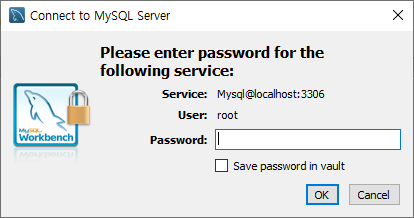 Connect to MySQL Server
Please enter password for the
following service:
Service: Mysql@localhost:3306
User: root
Password:
Save password in vault
MySQL
Workbench
OK Cancel